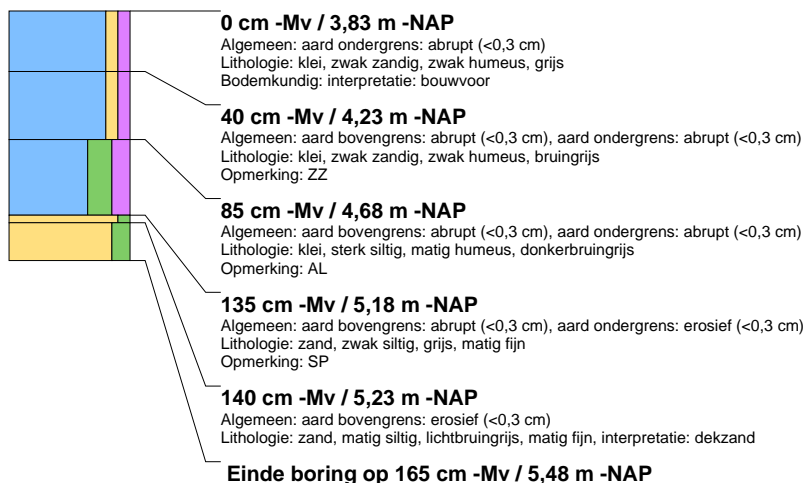 0 cm -Mv / 3,83 m -NAP
Algemeen: aard ondergrens: abrupt (<0,3 cm)
Lithologie: klei, zwak zandig, zwak humeus, grijs
Bodemkundig: interpretatie: bouwvoor
40 cm -Mv / 4,23 m -NAP
Algemeen: aard bovengrens: abrupt (<0,3 cm), aard ondergrens: abrupt (<0,3 cm)
Lithologie: klei, zwak zandig, zwak humeus, bruingrijs
Opmerking: ZZ
85 cm -Mv / 4,68 m -NAP
Algemeen: aard bovengrens: abrupt (<0,3 cm), aard ondergrens: abrupt (<0,3 cm)
Lithologie: klei, sterk siltig, matig humeus, donkerbruingrijs
Opmerking: AL
135 cm -Mv / 5,18 m -NAP
Algemeen: aard bovengrens: abrupt (<0,3 cm), aard ondergrens: erosief (<0,3 cm)
Lithologie: zand, zwak siltig, grijs, matig fijn
Opmerking: SP
140 cm -Mv / 5,23 m -NAP
Algemeen: aard bovengrens: erosief (<0,3 cm)
Lithologie: zand, matig siltig, lichtbruingrijs, matig fijn, interpretatie: dekzand
Einde boring op 165 cm -Mv / 5,48 m -NAP